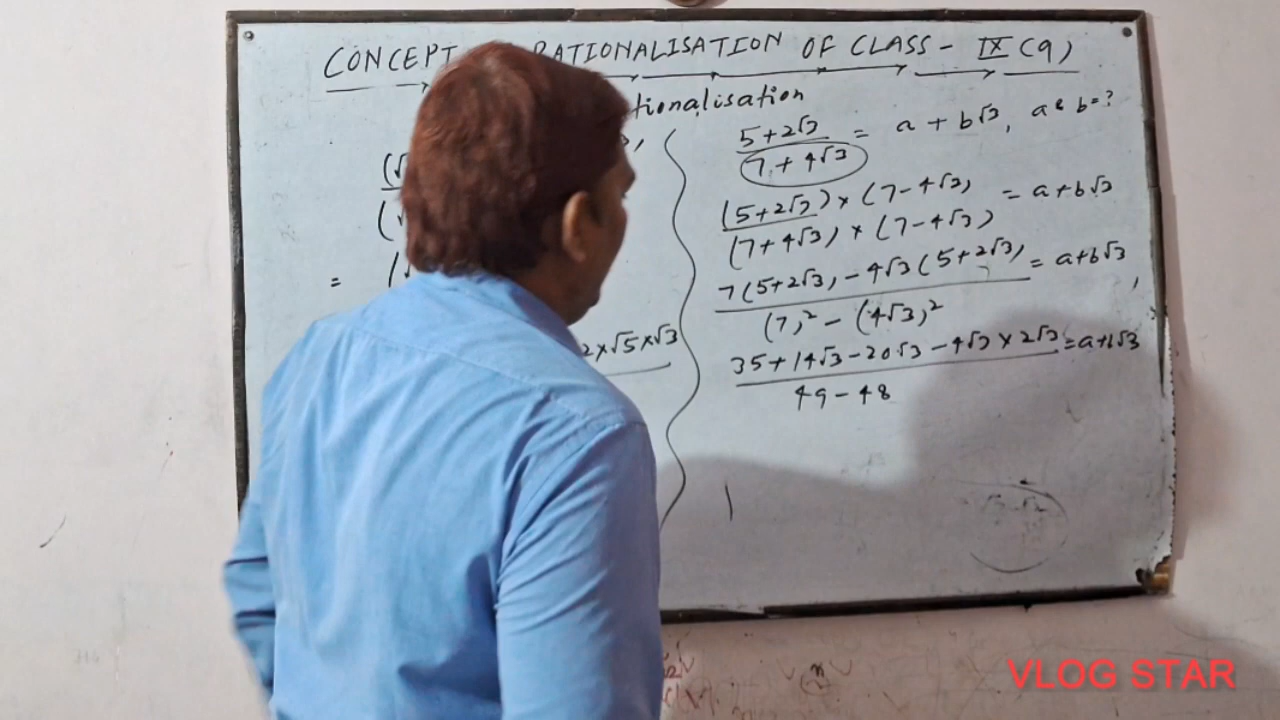 CONCEPT RATIONALISATION OF CLASS - IX (9)
tionalisation
(√
(√
= (√
2×√5×√3
(5+2√3)/(7+4√3) = a+b√3, a & b = ?
((5+2√3)×(7-4√3))/((7+4√3)×(7-4√3)) = a+b√3
(7(5+2√3)-4√3(5+2√3))/((7)²-(4√3)²) = a+b√3
(35+14√3-20√3-4√3×2√3)/(49-48) = a+b√3
VLOG STAR